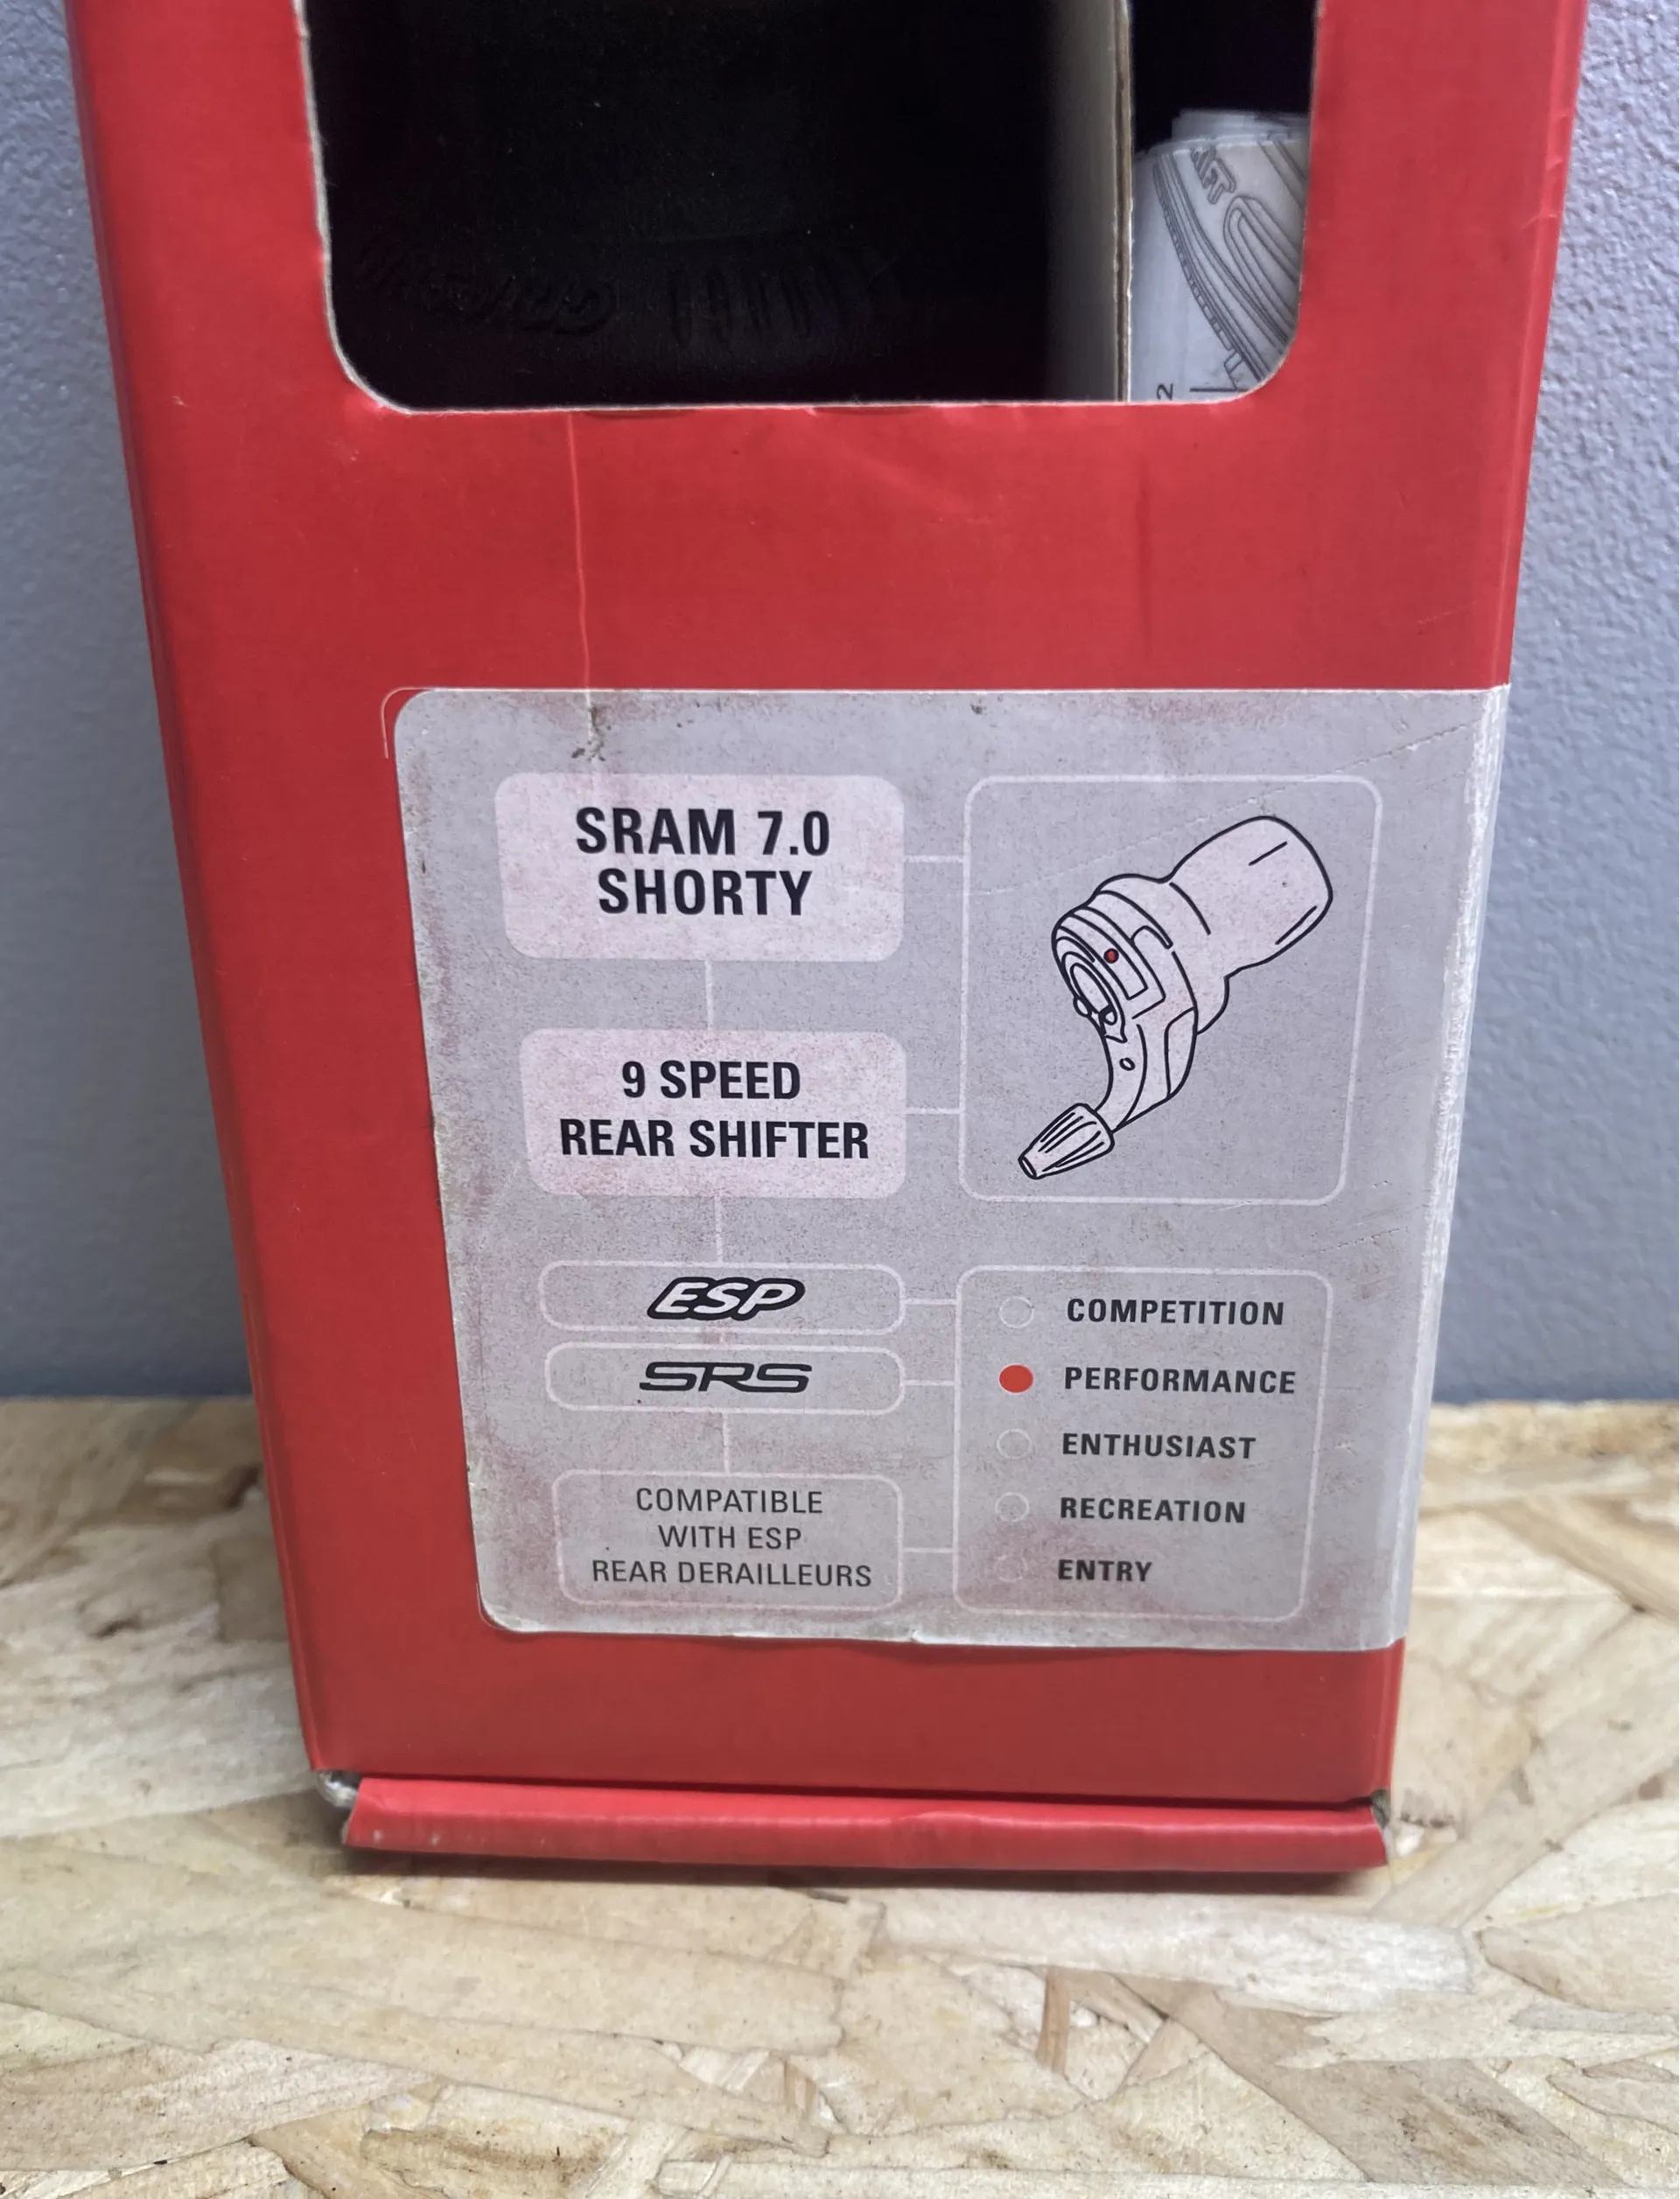 2
SRAM 7.0
SHORTY
9 SPEED
REAR SHIFTER
ESP
SRS
COMPATIBLE
WITH ESP
REAR DERAILLEURS
COMPETITION
PERFORMANCE
ENTHUSIAST
RECREATION
ENTRY